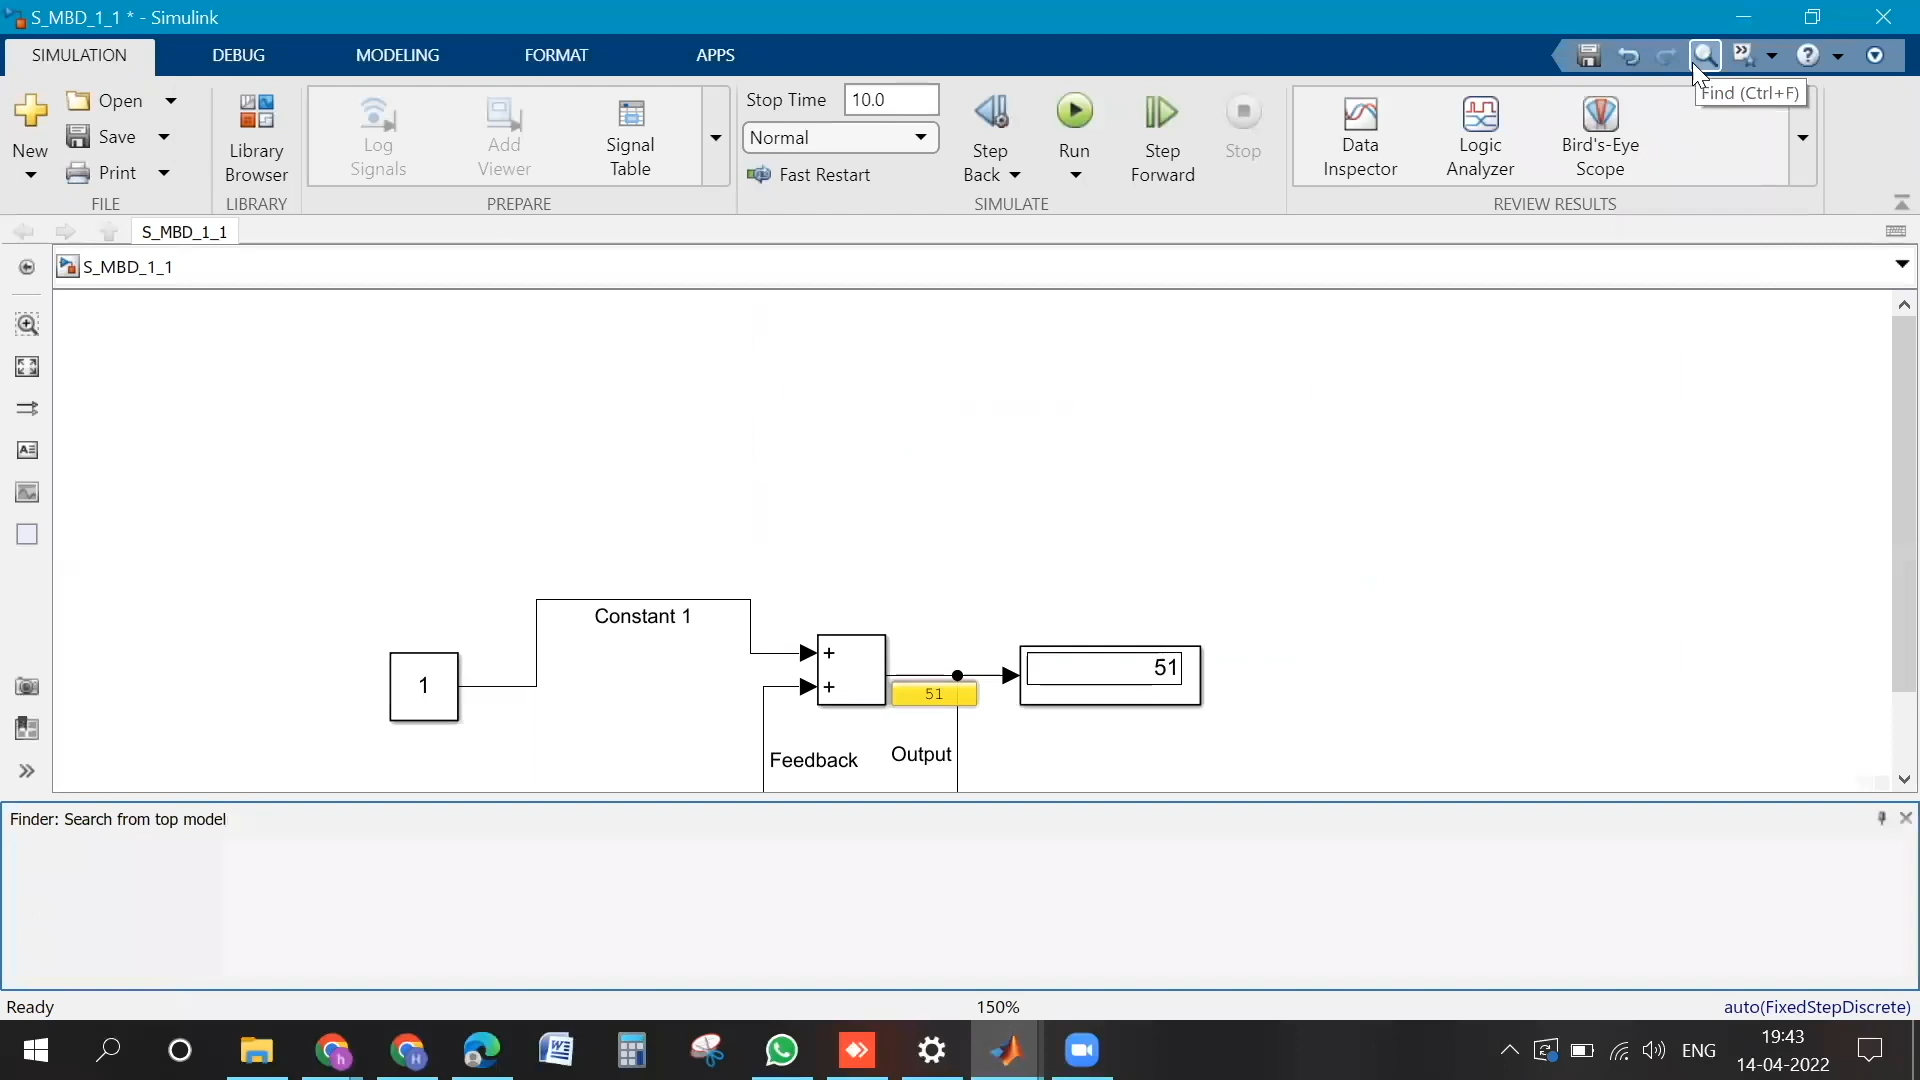 S_MBD_1_1 * - Simulink
SIMULATION DEBUG MODELING FORMAT APPS
Find (Ctrl+F)
New
Open
Save
Print
FILE
Library
Browser
LIBRARY
Log
Signals
Add
Viewer
Signal
Table
PREPARE
Stop Time 10.0
Normal
Fast Restart
Step
Back
Run
Step
Forward
Stop
SIMULATE
Data
Inspector
Logic
Analyzer
Bird's-Eye
Scope
REVIEW RESULTS
S_MBD_1_1
S_MBD_1_1
Constant 1
1
+
+
51
51
Feedback
Output
Finder: Search from top model
Ready 150% auto(FixedStepDiscrete)
ENG
19:43
14-04-2022